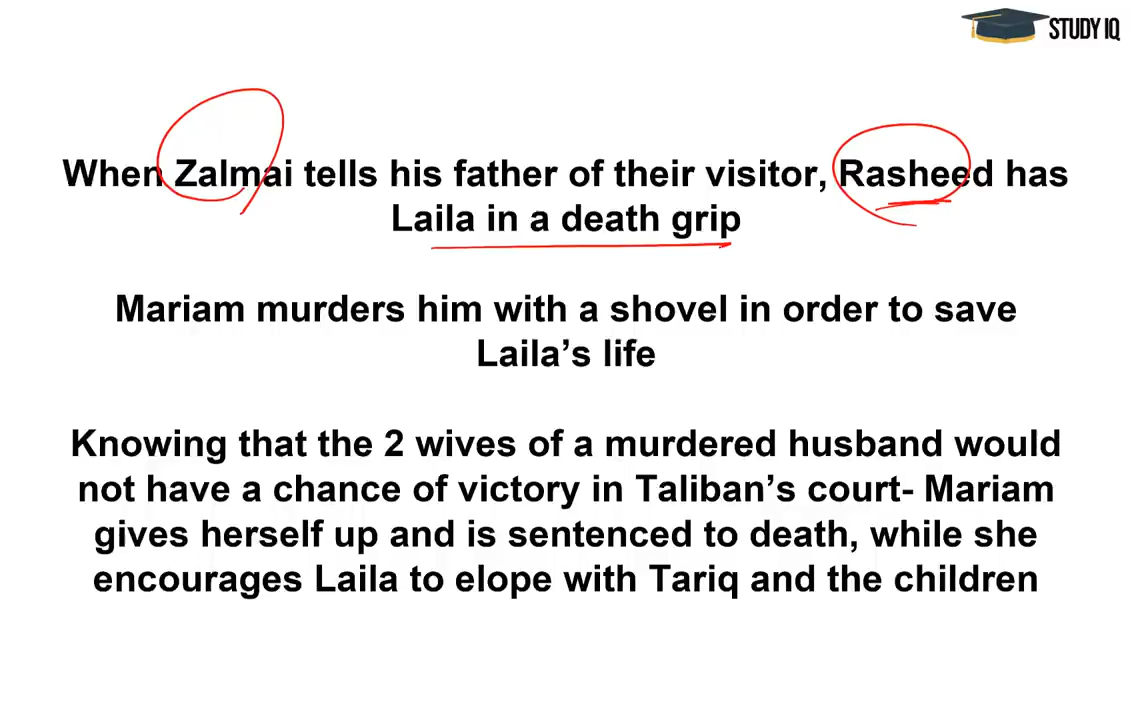 STUDY IQ
When Zalmai tells his father of their visitor, Rasheed has
Laila in a death grip
Mariam murders him with a shovel in order to save
Laila’s life
Knowing that the 2 wives of a murdered husband would
not have a chance of victory in Taliban’s court- Mariam
gives herself up and is sentenced to death, while she
encourages Laila to elope with Tariq and the children